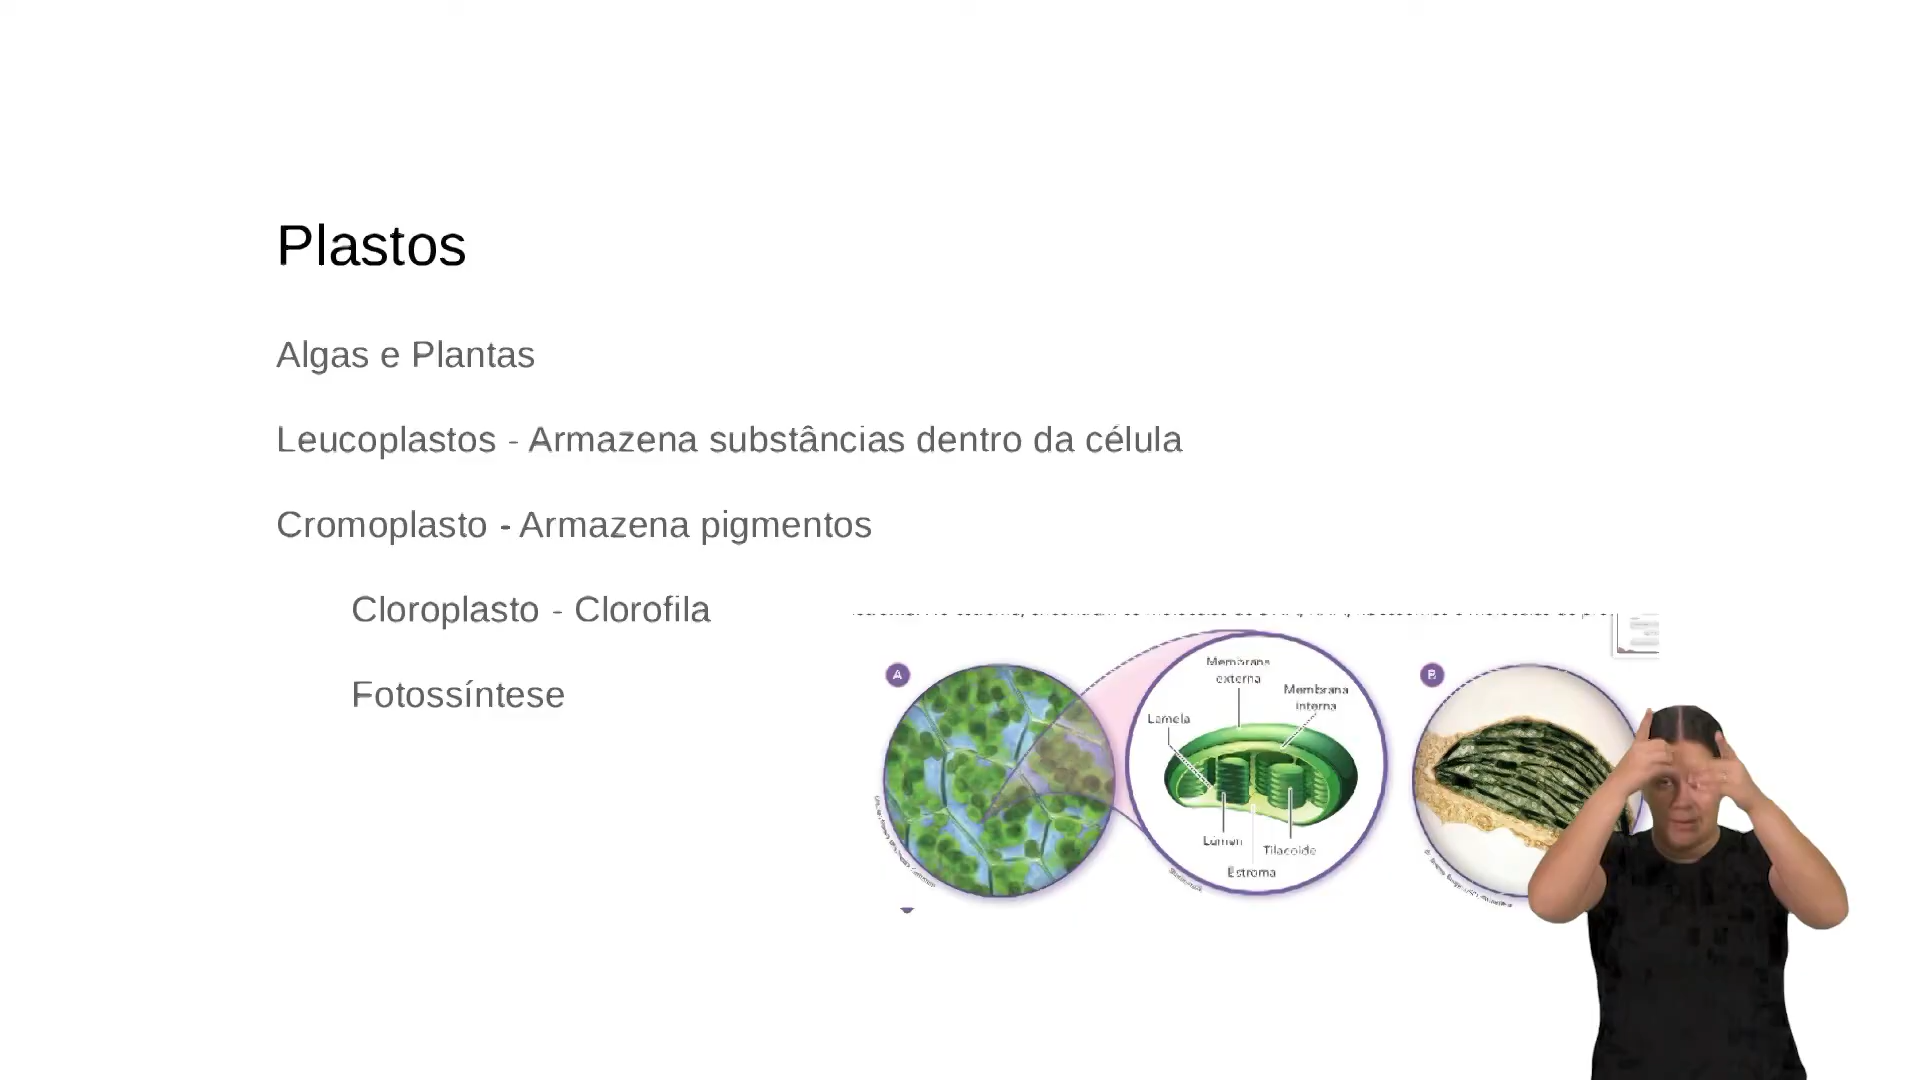 Plastos
Algas e Plantas
Leucoplastos - Armazena substâncias dentro da célula
Cromoplasto - Armazena pigmentos
Cloroplasto - Clorofila
Fotossíntese
A
Membrana
externa
Membrana
interna
Lamela
Lúmen
Tilacoide
Estroma
B